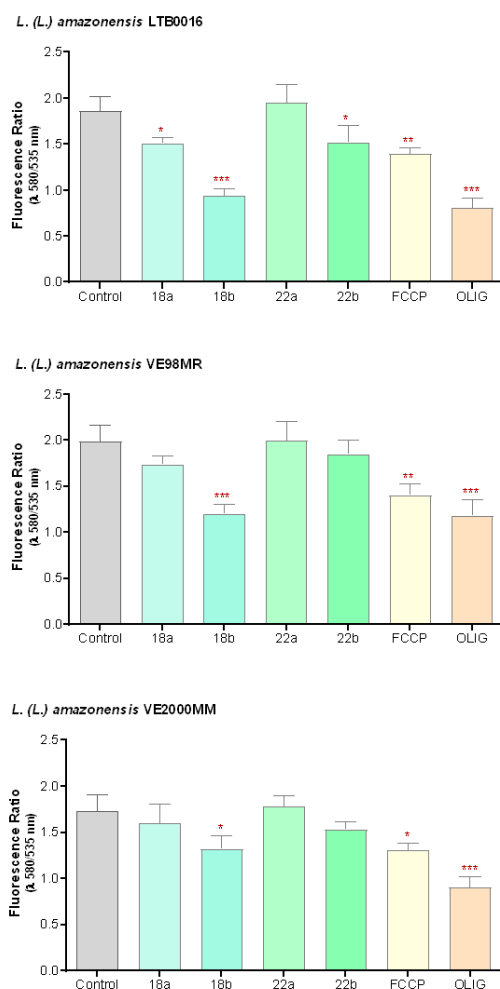 L. (L.) amazonensis LTB0016
Fluorescence Ratio
(λ 580/535 nm)
2.5
2.0
1.5
1.0
0.5
0.0
*
***
*
**
***
Control 18a 18b 22a 22b FCCP OLIG
L. (L.) amazonensis VE98MR
Fluorescence Ratio
(λ 580/535 nm)
2.5
2.0
1.5
1.0
0.5
0.0
***
**
***
Control 18a 18b 22a 22b FCCP OLIG
L. (L.) amazonensis VE2000MM
Fluorescence Ratio
(λ 580/535 nm)
2.5
2.0
1.5
1.0
0.5
0.0
*
*
***
Control 18a 18b 22a 22b FCCP OLIG